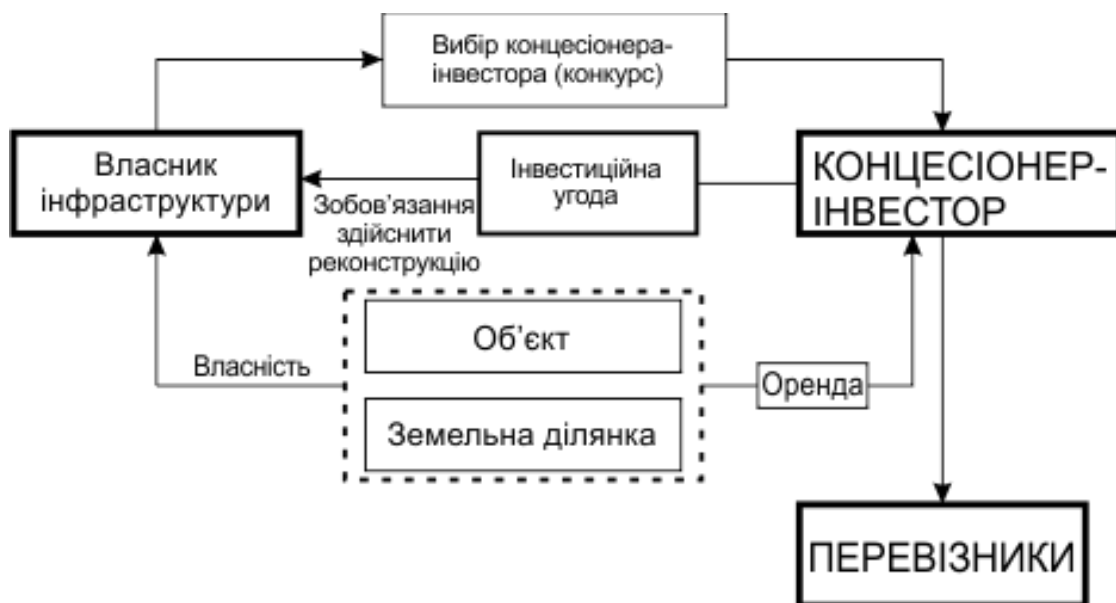 Вибір концесіонера-
інвестора (конкурс)
Власник
інфраструктури
Інвестиційна
угода
КОНЦЕСІОНЕР-
ІНВЕСТОР
Зобов’язання
здійснити
реконструкцію
Об’єкт
Власність
Оренда
Земельна ділянка
ПЕРЕВІЗНИКИ